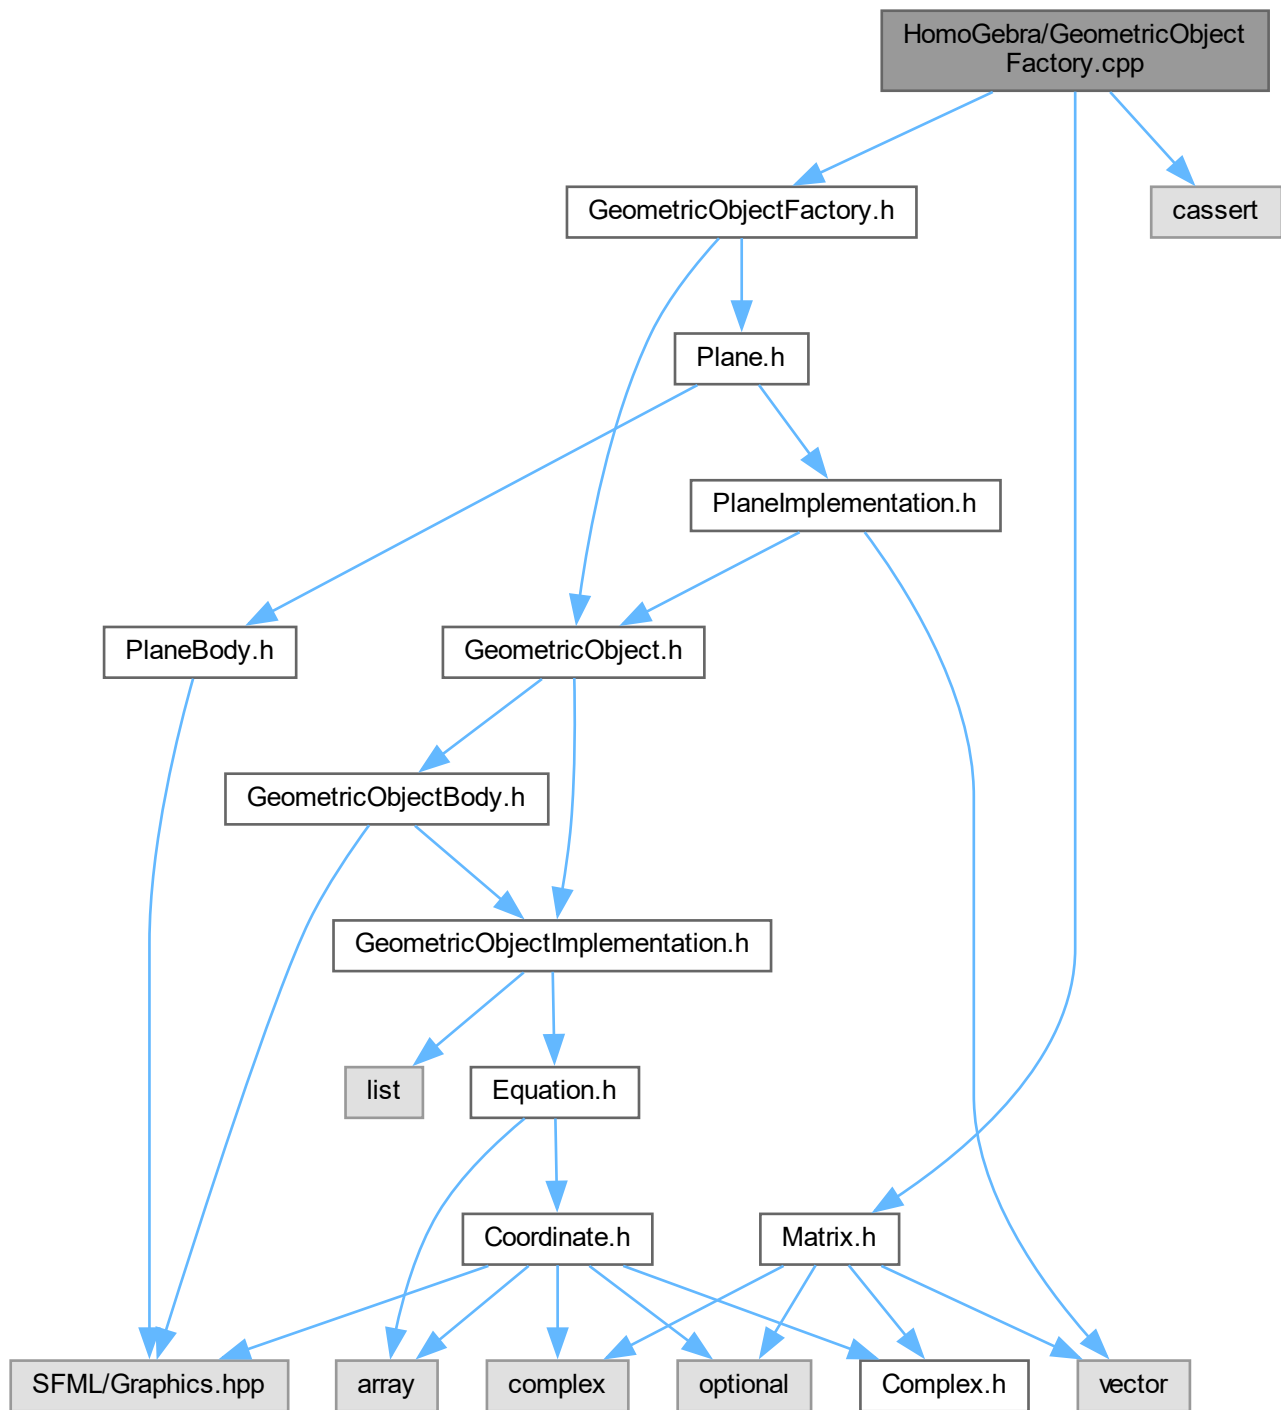 HomoGebra/GeometricObject
Factory.cpp
GeometricObjectFactory.h
cassert
Plane.h
PlaneImplementation.h
PlaneBody.h
GeometricObject.h
GeometricObjectBody.h
GeometricObjectImplementation.h
list
Equation.h
Coordinate.h
Matrix.h
SFML/Graphics.hpp
array
complex
optional
Complex.h
vector